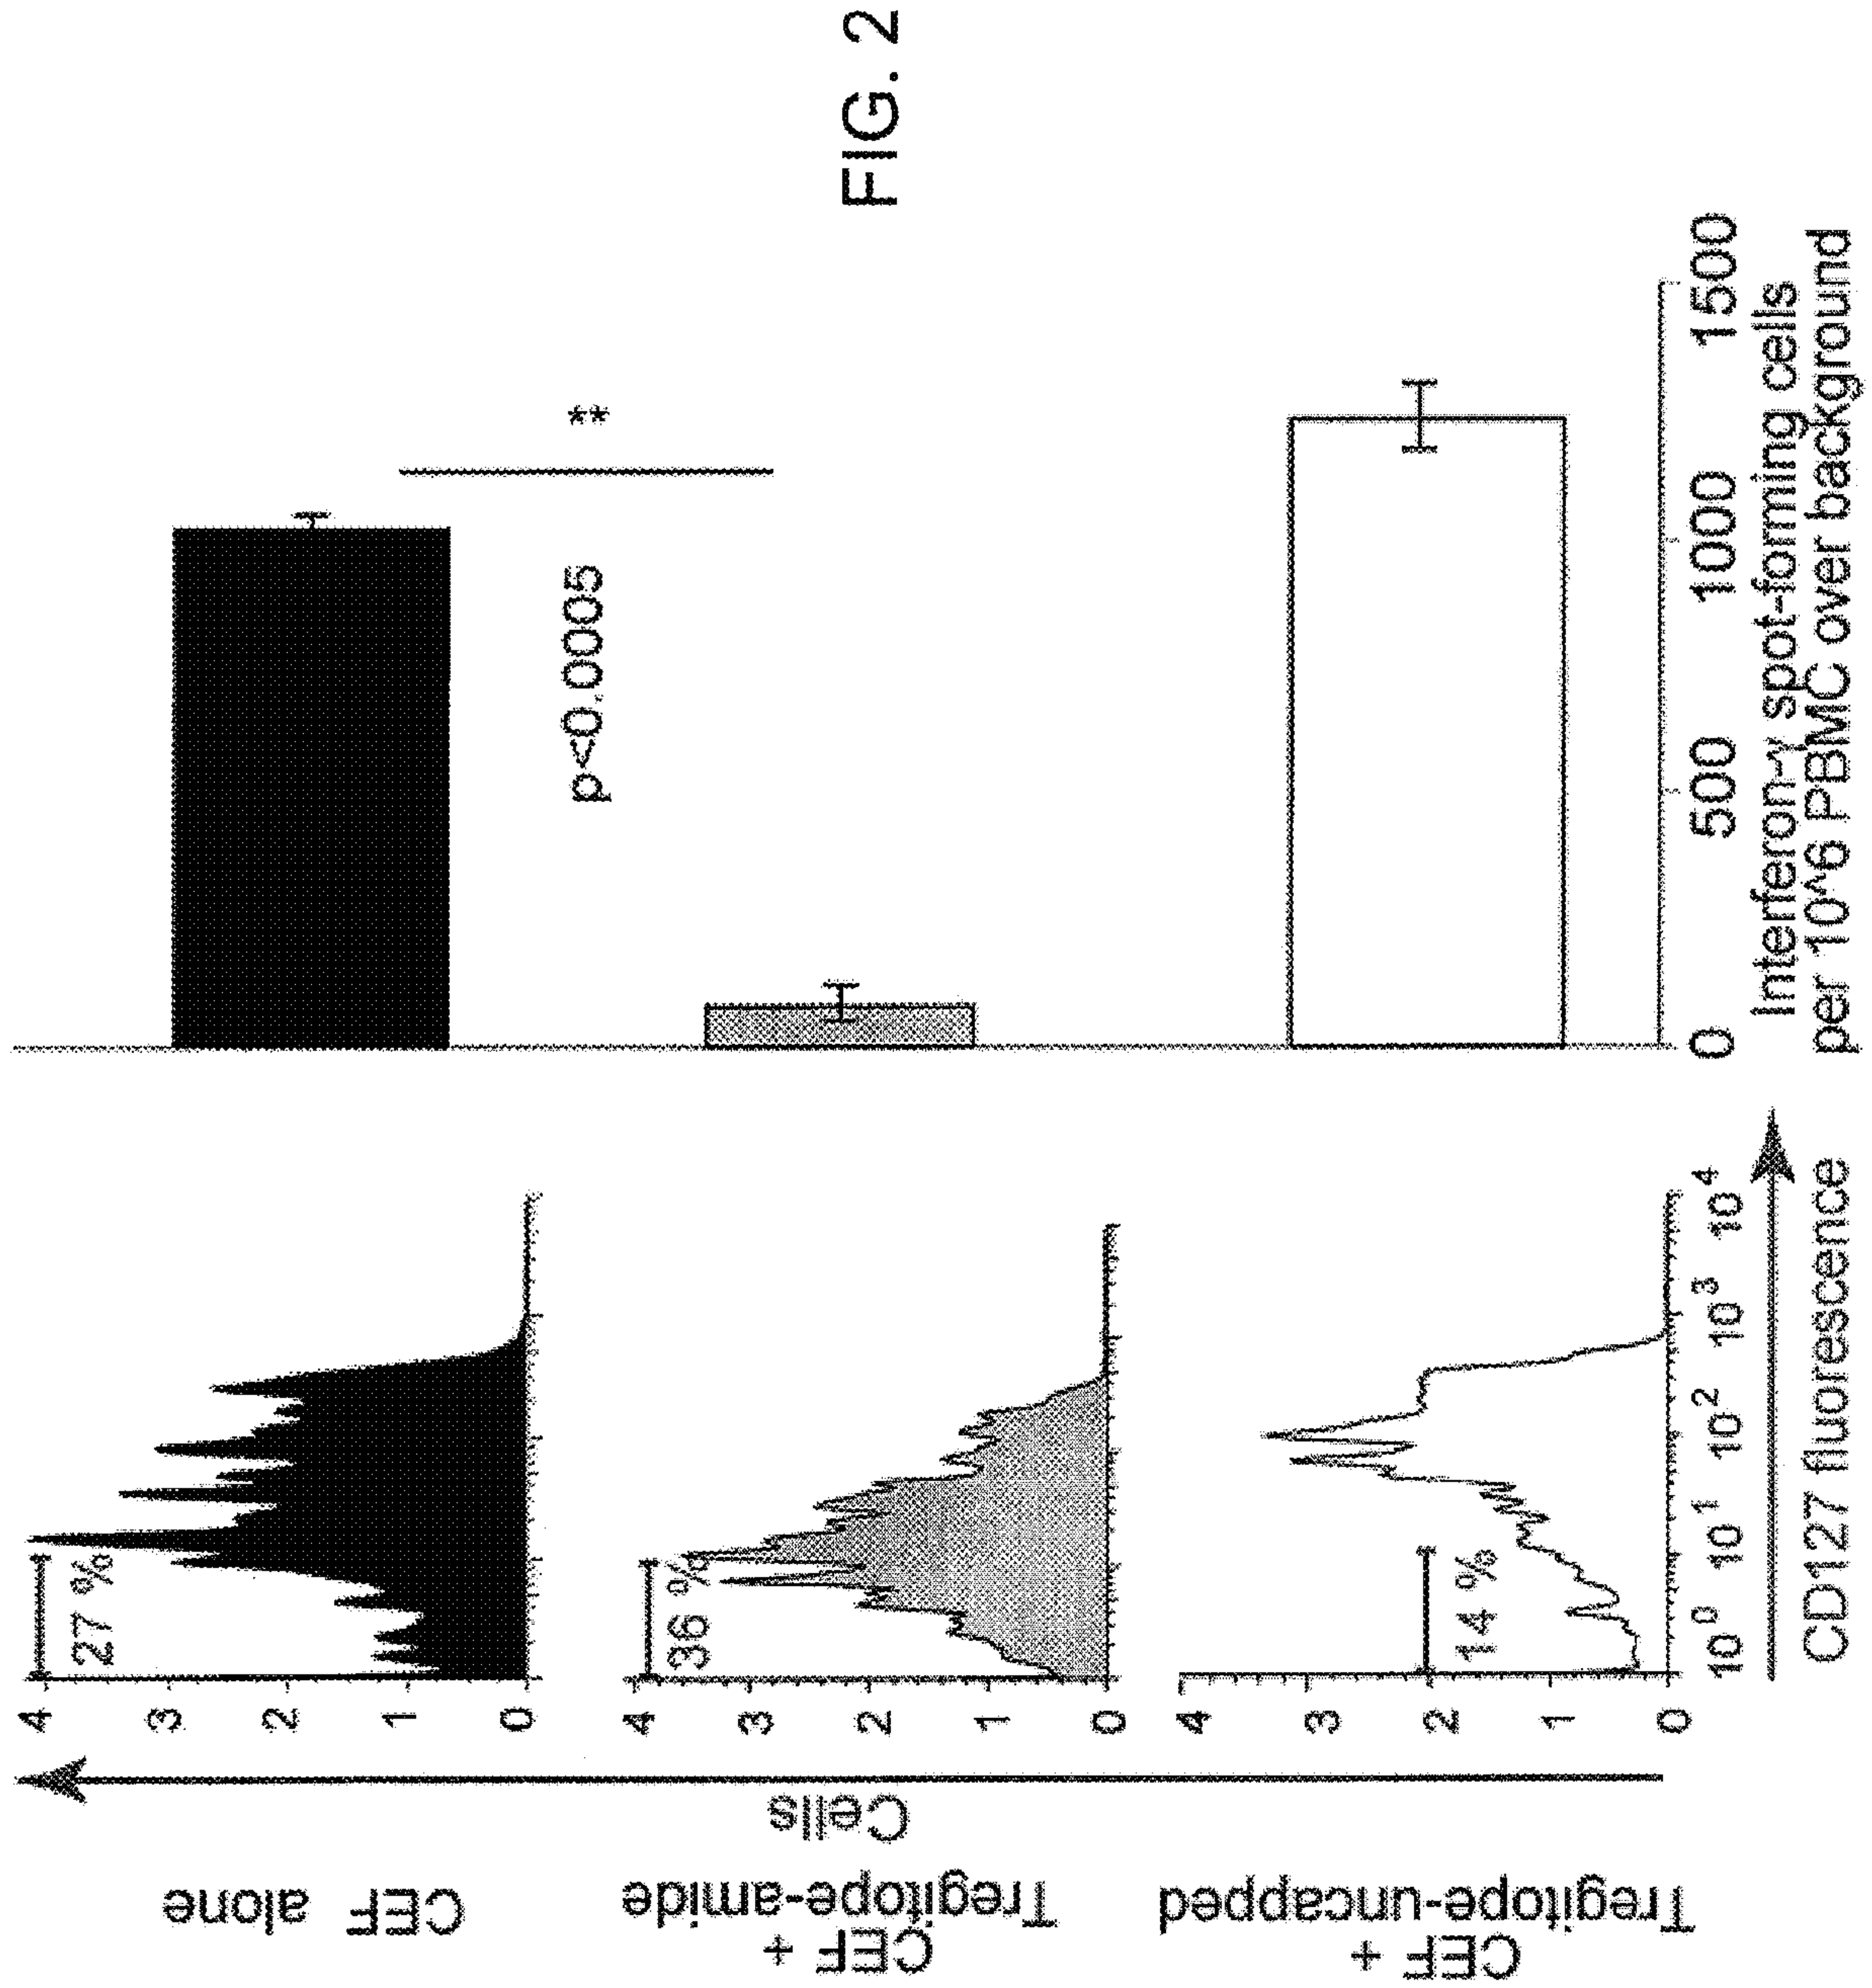 FIG. 2
CEF alone
4
3
2
1
0
27 %
CEF +
Tregitope-amide
Cells
4
3
2
1
0
36 %
p<0.0005
**
CEF +
Tregitope-uncapped
4
3
2
1
0
14 %
10^0 10^1 10^2 10^3 10^4
CD127 fluorescence
0 500 1000 1500
Interferon-γ spot-forming cells
per 10^6 PBMC over background